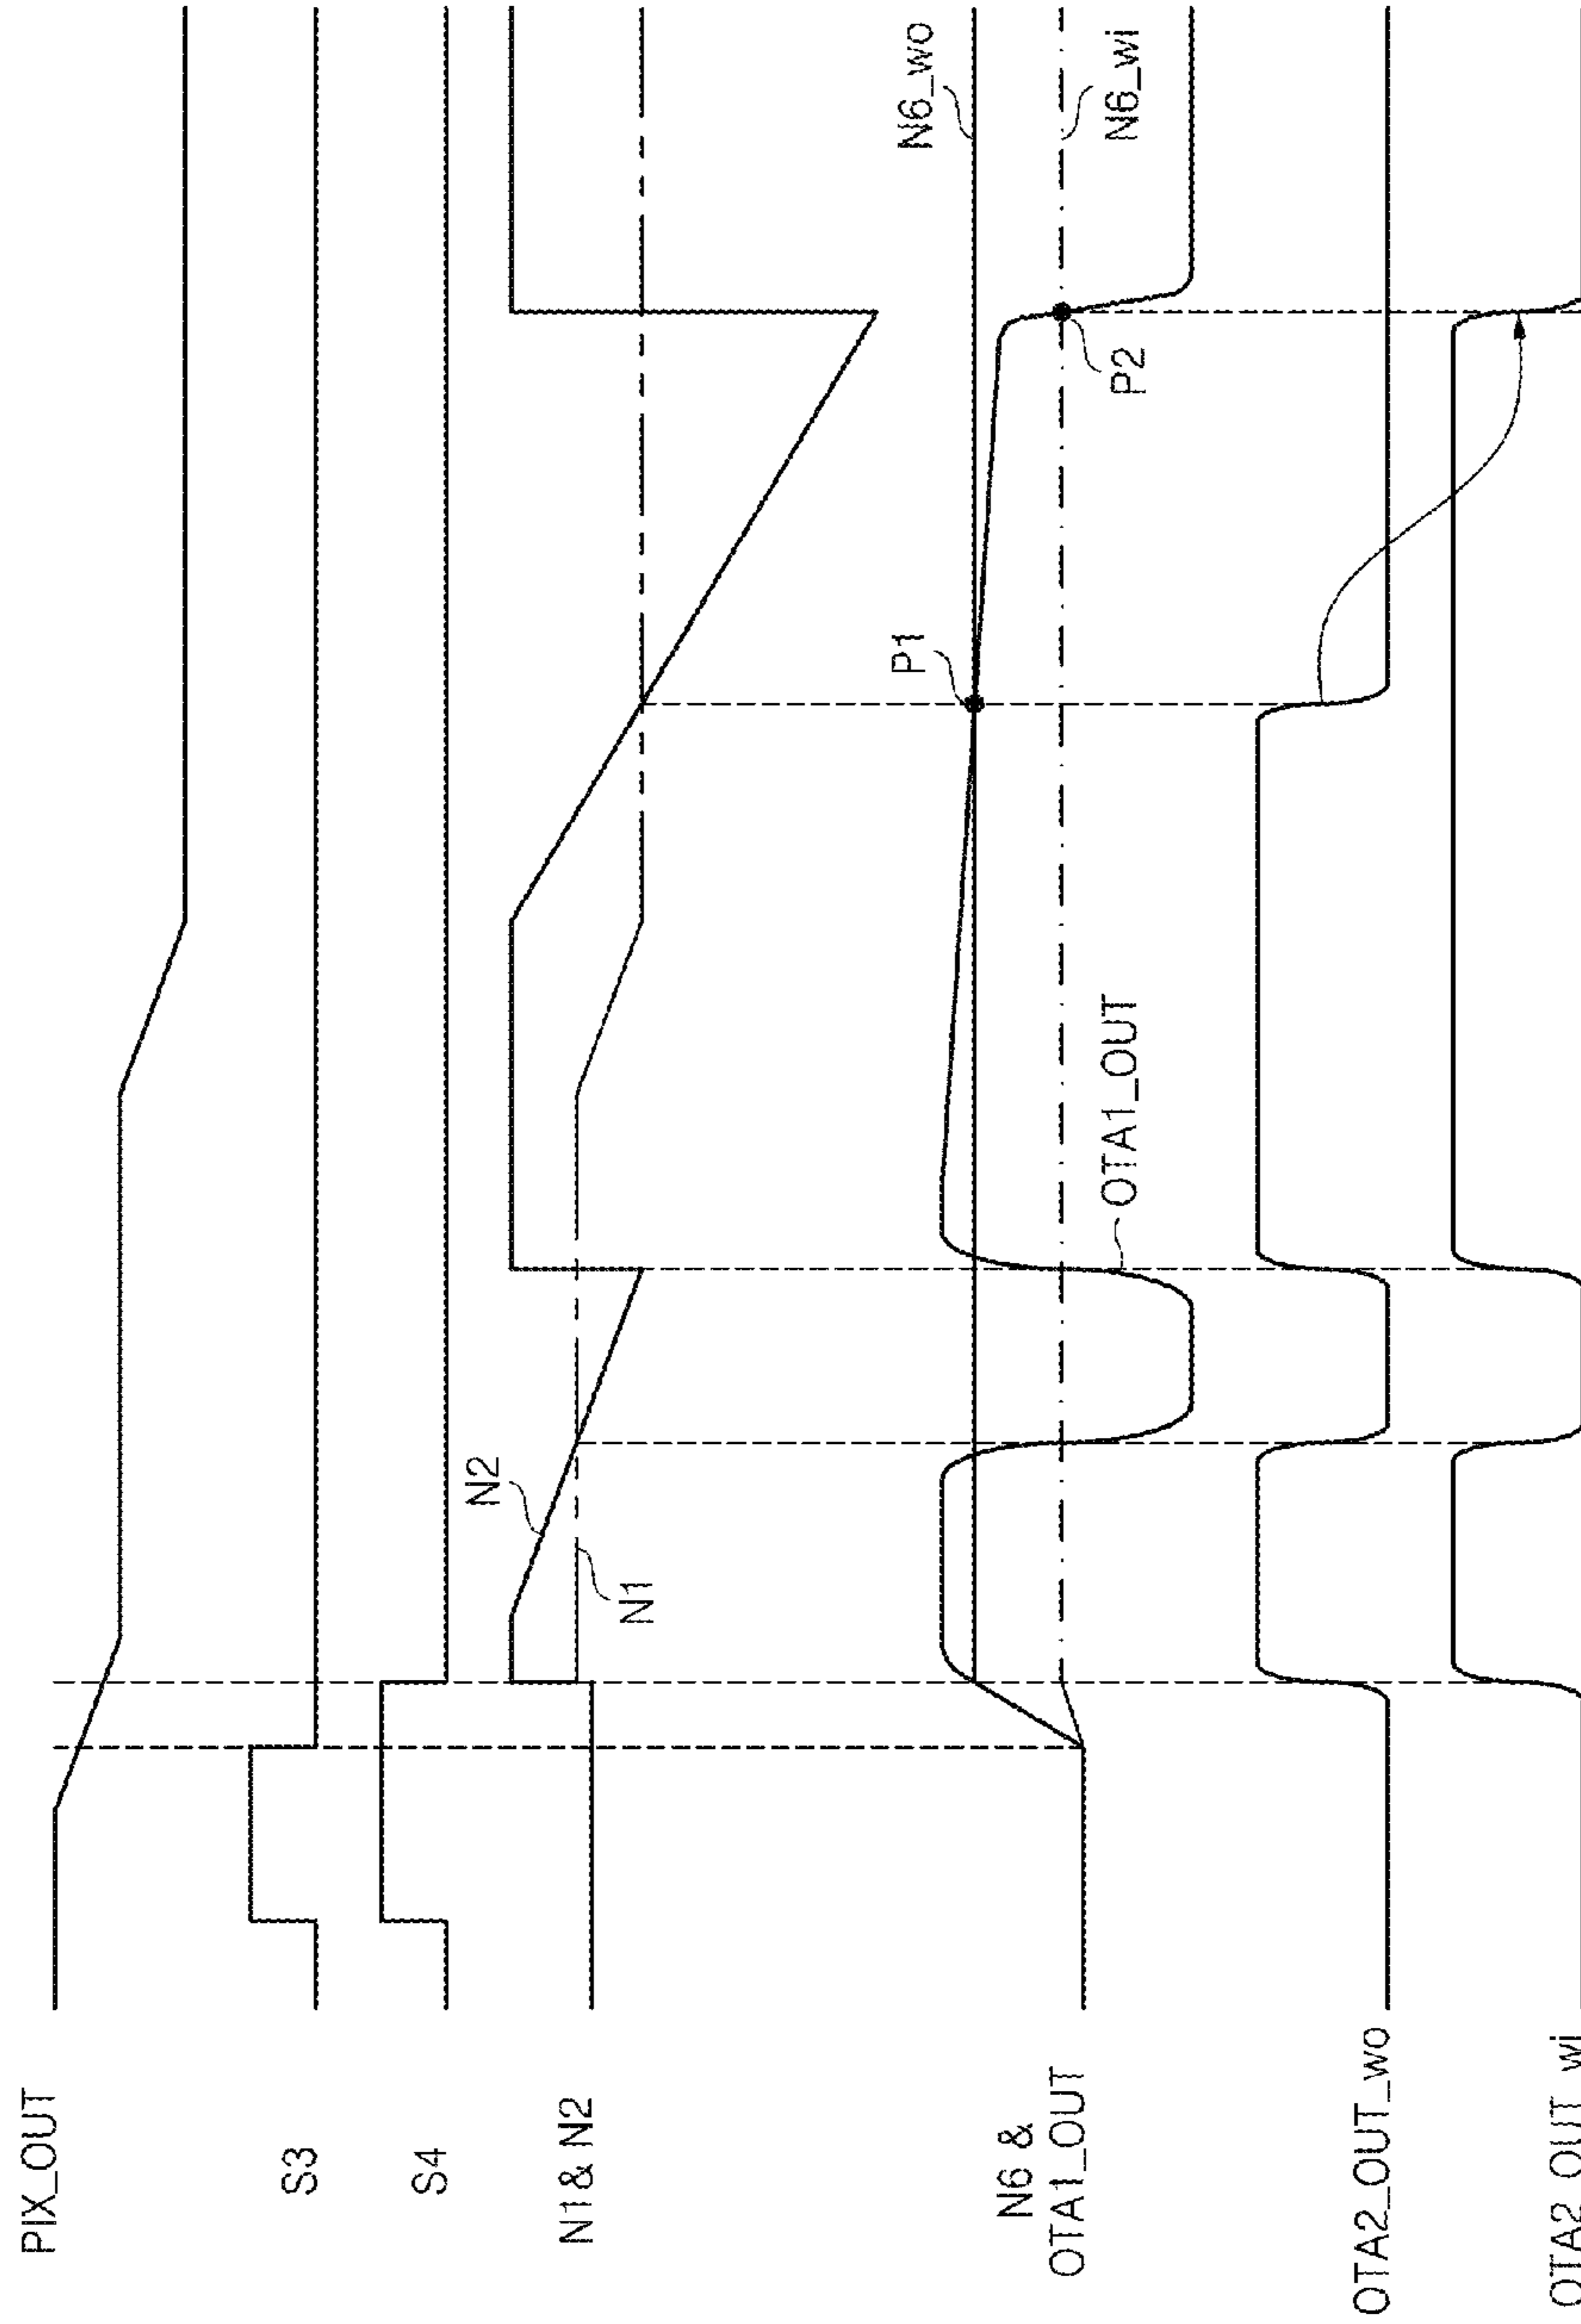 PIX_OUT
S3
S4
N1& N2
N2
N1
N6 &
OTA1_OUT
N6_wo
N6_wi
P1
P2
OTA1_OUT
OTA2_OUT_wo
OTA2_OUT_wi